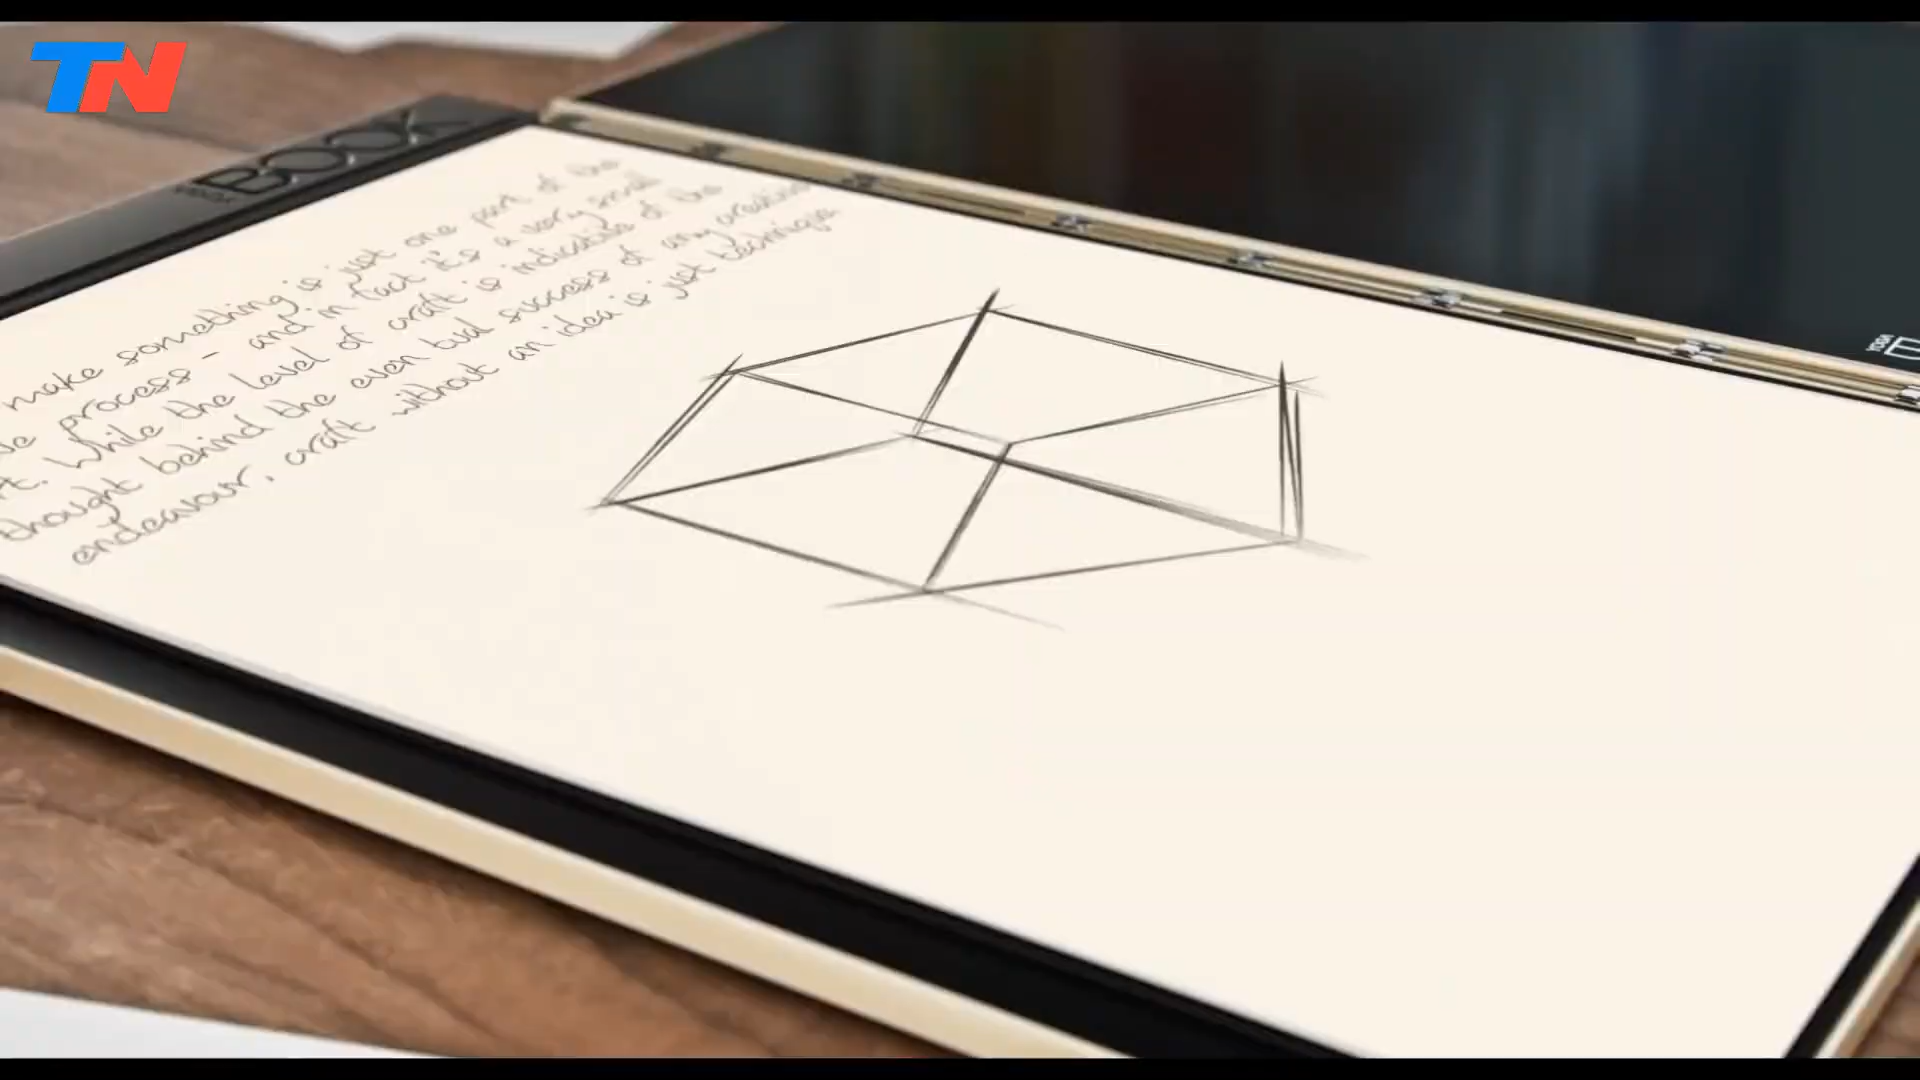 TN
BOOK
make something is just one part of the
process - and in fact it's a very small
While the level of craft is indicative of the
thought behind the even tual success of any creative
endeavour, craft without an idea is just technique
YOGA